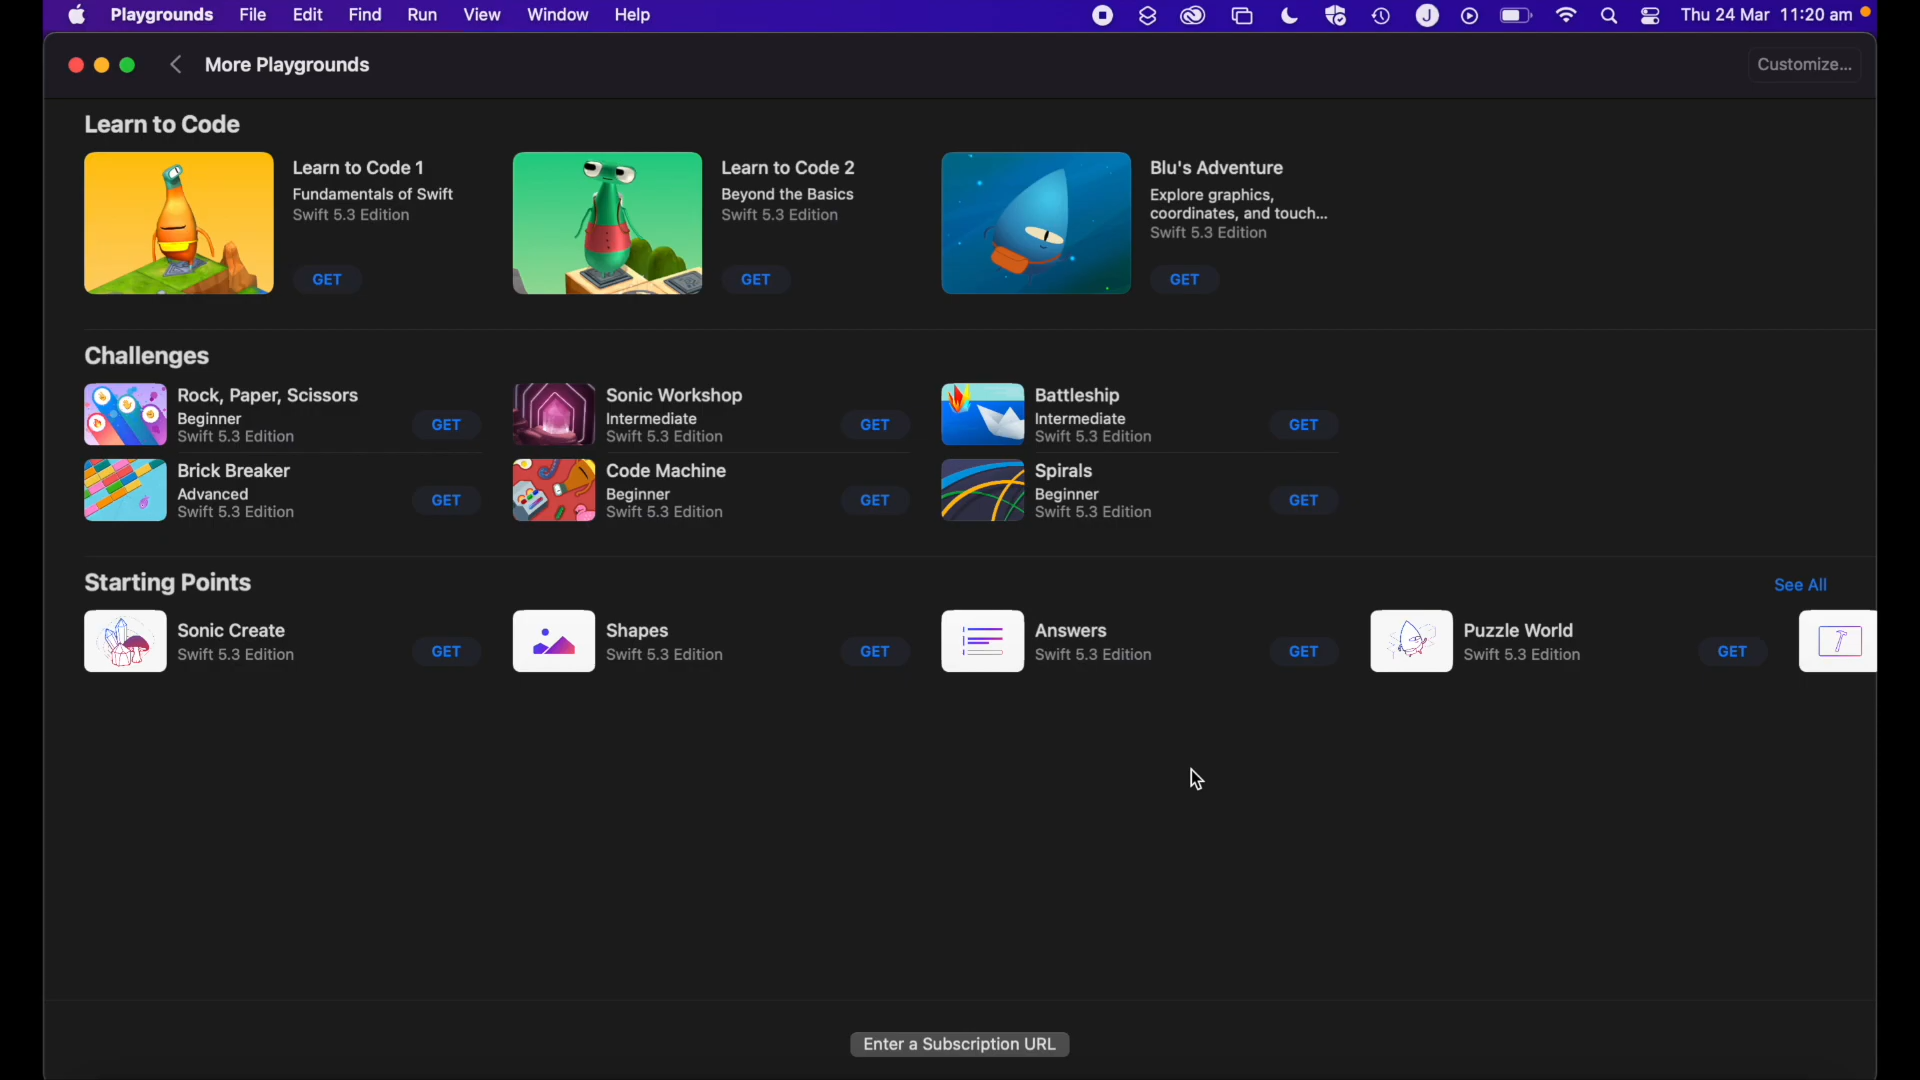 Playgrounds File Edit Find Run View Window Help J Thu 24 Mar 11:20 am
More Playgrounds Customize...
Learn to Code
Learn to Code 1
Fundamentals of Swift
Swift 5.3 Edition
GET
Learn to Code 2
Beyond the Basics
Swift 5.3 Edition
GET
Blu's Adventure
Explore graphics,
coordinates, and touch...
Swift 5.3 Edition
GET
Challenges
Rock, Paper, Scissors
Beginner
Swift 5.3 Edition
GET
Sonic Workshop
Intermediate
Swift 5.3 Edition
GET
Battleship
Intermediate
Swift 5.3 Edition
GET
Brick Breaker
Advanced
Swift 5.3 Edition
GET
Code Machine
Beginner
Swift 5.3 Edition
GET
Spirals
Beginner
Swift 5.3 Edition
GET
Starting Points See All
Sonic Create
Swift 5.3 Edition
GET
Shapes
Swift 5.3 Edition
GET
Answers
Swift 5.3 Edition
GET
Puzzle World
Swift 5.3 Edition
GET
Enter a Subscription URL